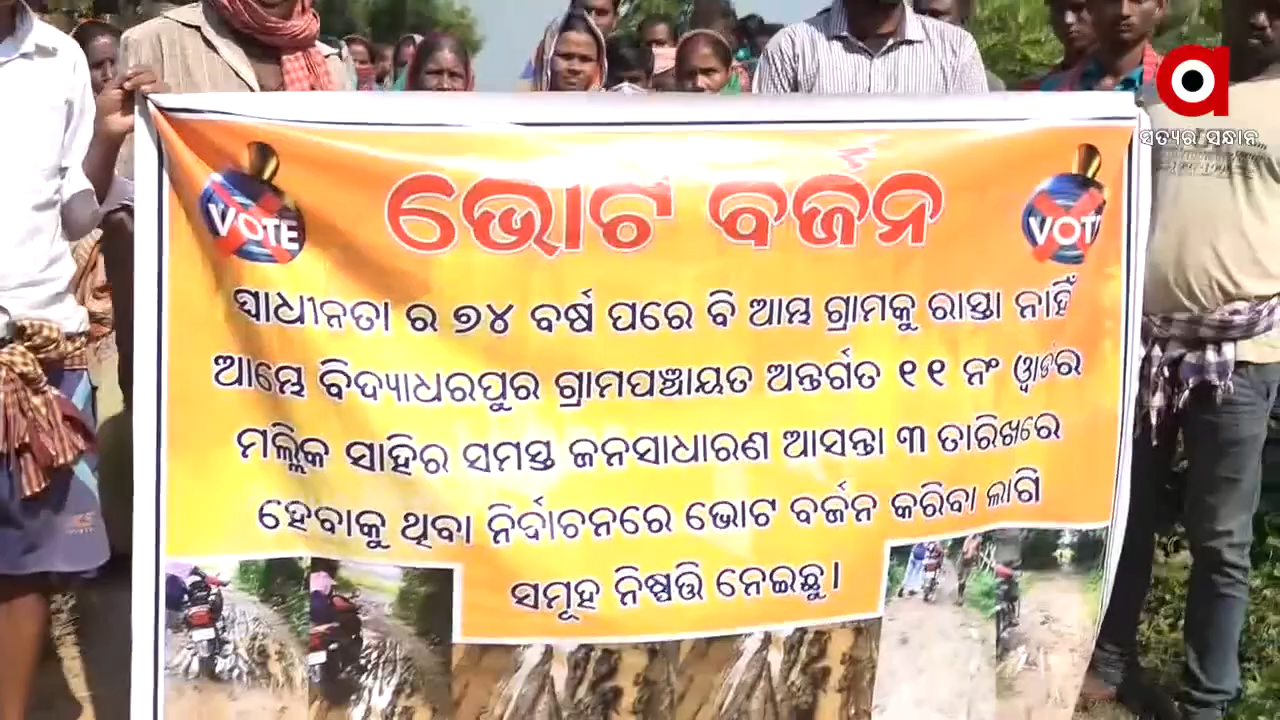 ସତ୍ୟର ସନ୍ଧାନ...
ଭୋଟ ବର୍ଜନ
VOTE
VOT
ସ୍ୱାଧୀନତା ର ୭୪ ବର୍ଷ ପରେ ବି ଆମ୍ଭ ଗ୍ରାମକୁ ରାସ୍ତା ନାହିଁ
ଆମ୍ଭେ ବିଦ୍ୟାଧରପୁର ଗ୍ରାମପଞ୍ଚାୟତ ଅନ୍ତର୍ଗତ ୧୧ ନଂ ୱାର୍ଡର
ମଲ୍ଲିକ ସାହିର ସମସ୍ତ ଜନସାଧାରଣ ଆସନ୍ତା ୩ ତାରିଖରେ
ହେବାକୁ ଥିବା ନିର୍ବାଚନରେ ଭୋଟ ବର୍ଜନ କରିବା ଲାଗି
ସମୂହ ନିଷ୍ପତ୍ତି ନେଇଛୁ।